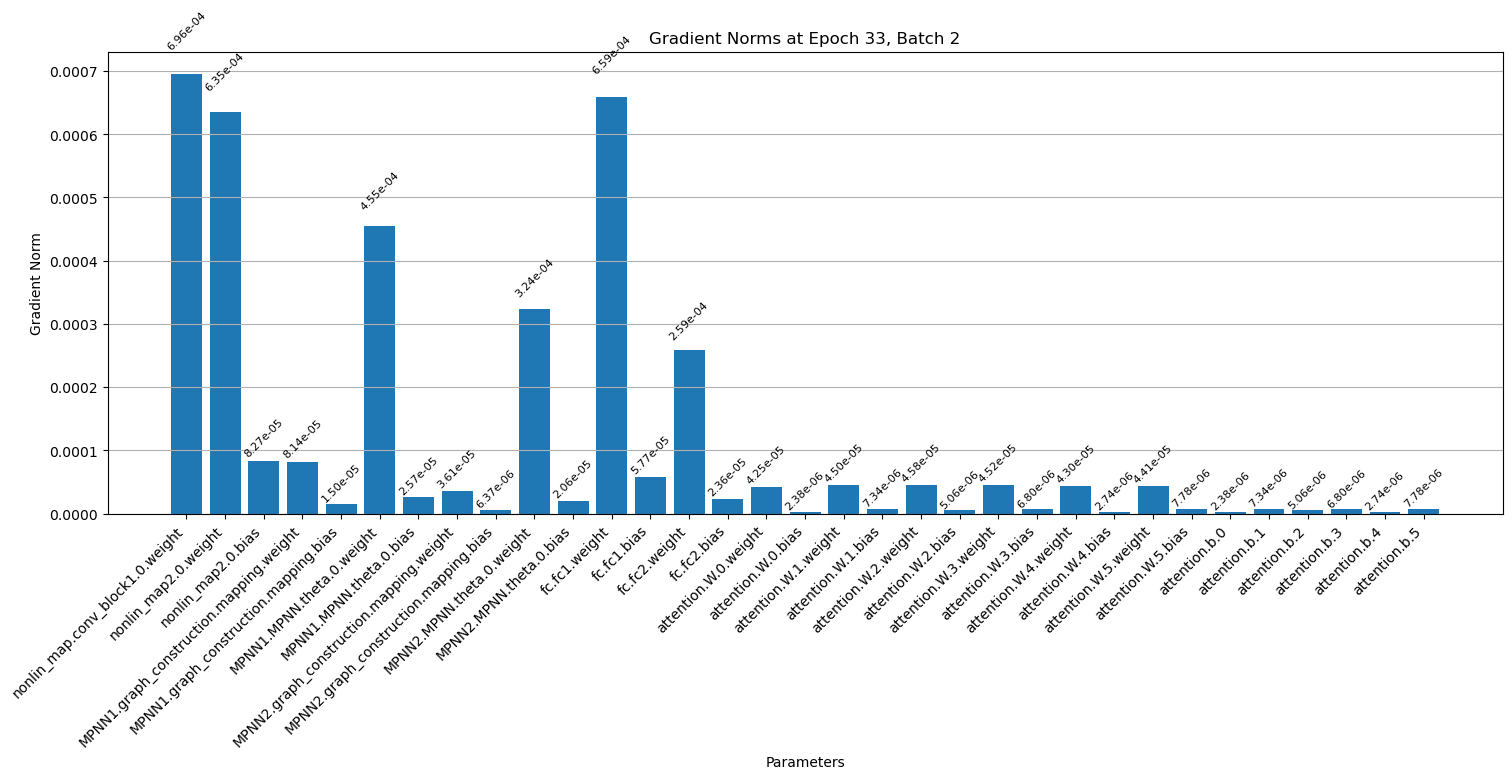 Gradient Norms at Epoch 33, Batch 2
Gradient Norm
0.0007
0.0006
0.0005
0.0004
0.0003
0.0002
0.0001
0.0000
6.96e-04
6.35e-04
8.27e-05
8.14e-05
1.50e-05
4.55e-04
2.57e-05
3.61e-05
6.37e-06
3.24e-04
2.06e-05
6.59e-04
5.77e-05
2.59e-04
2.36e-05
4.25e-05
2.38e-06
4.50e-05
7.34e-06
4.58e-05
5.06e-06
4.52e-05
6.80e-06
4.30e-05
2.74e-06
4.41e-05
7.78e-06
2.38e-06
7.34e-06
5.06e-06
6.80e-06
2.74e-06
7.78e-06
nonlin_map.conv_block1.0.weight
nonlin_map2.0.weight
nonlin_map2.0.bias
MPNN1.graph_construction.mapping.weight
MPNN1.graph_construction.mapping.bias
MPNN1.MPNN.theta.0.weight
MPNN1.MPNN.theta.0.bias
MPNN2.graph_construction.mapping.weight
MPNN2.graph_construction.mapping.bias
MPNN2.MPNN.theta.0.weight
MPNN2.MPNN.theta.0.bias
fc.fc1.weight
fc.fc1.bias
fc.fc2.weight
fc.fc2.bias
attention.W.0.weight
attention.W.0.bias
attention.W.1.weight
attention.W.1.bias
attention.W.2.weight
attention.W.2.bias
attention.W.3.weight
attention.W.3.bias
attention.W.4.weight
attention.W.4.bias
attention.W.5.weight
attention.W.5.bias
attention.b.0
attention.b.1
attention.b.2
attention.b.3
attention.b.4
attention.b.5
Parameters